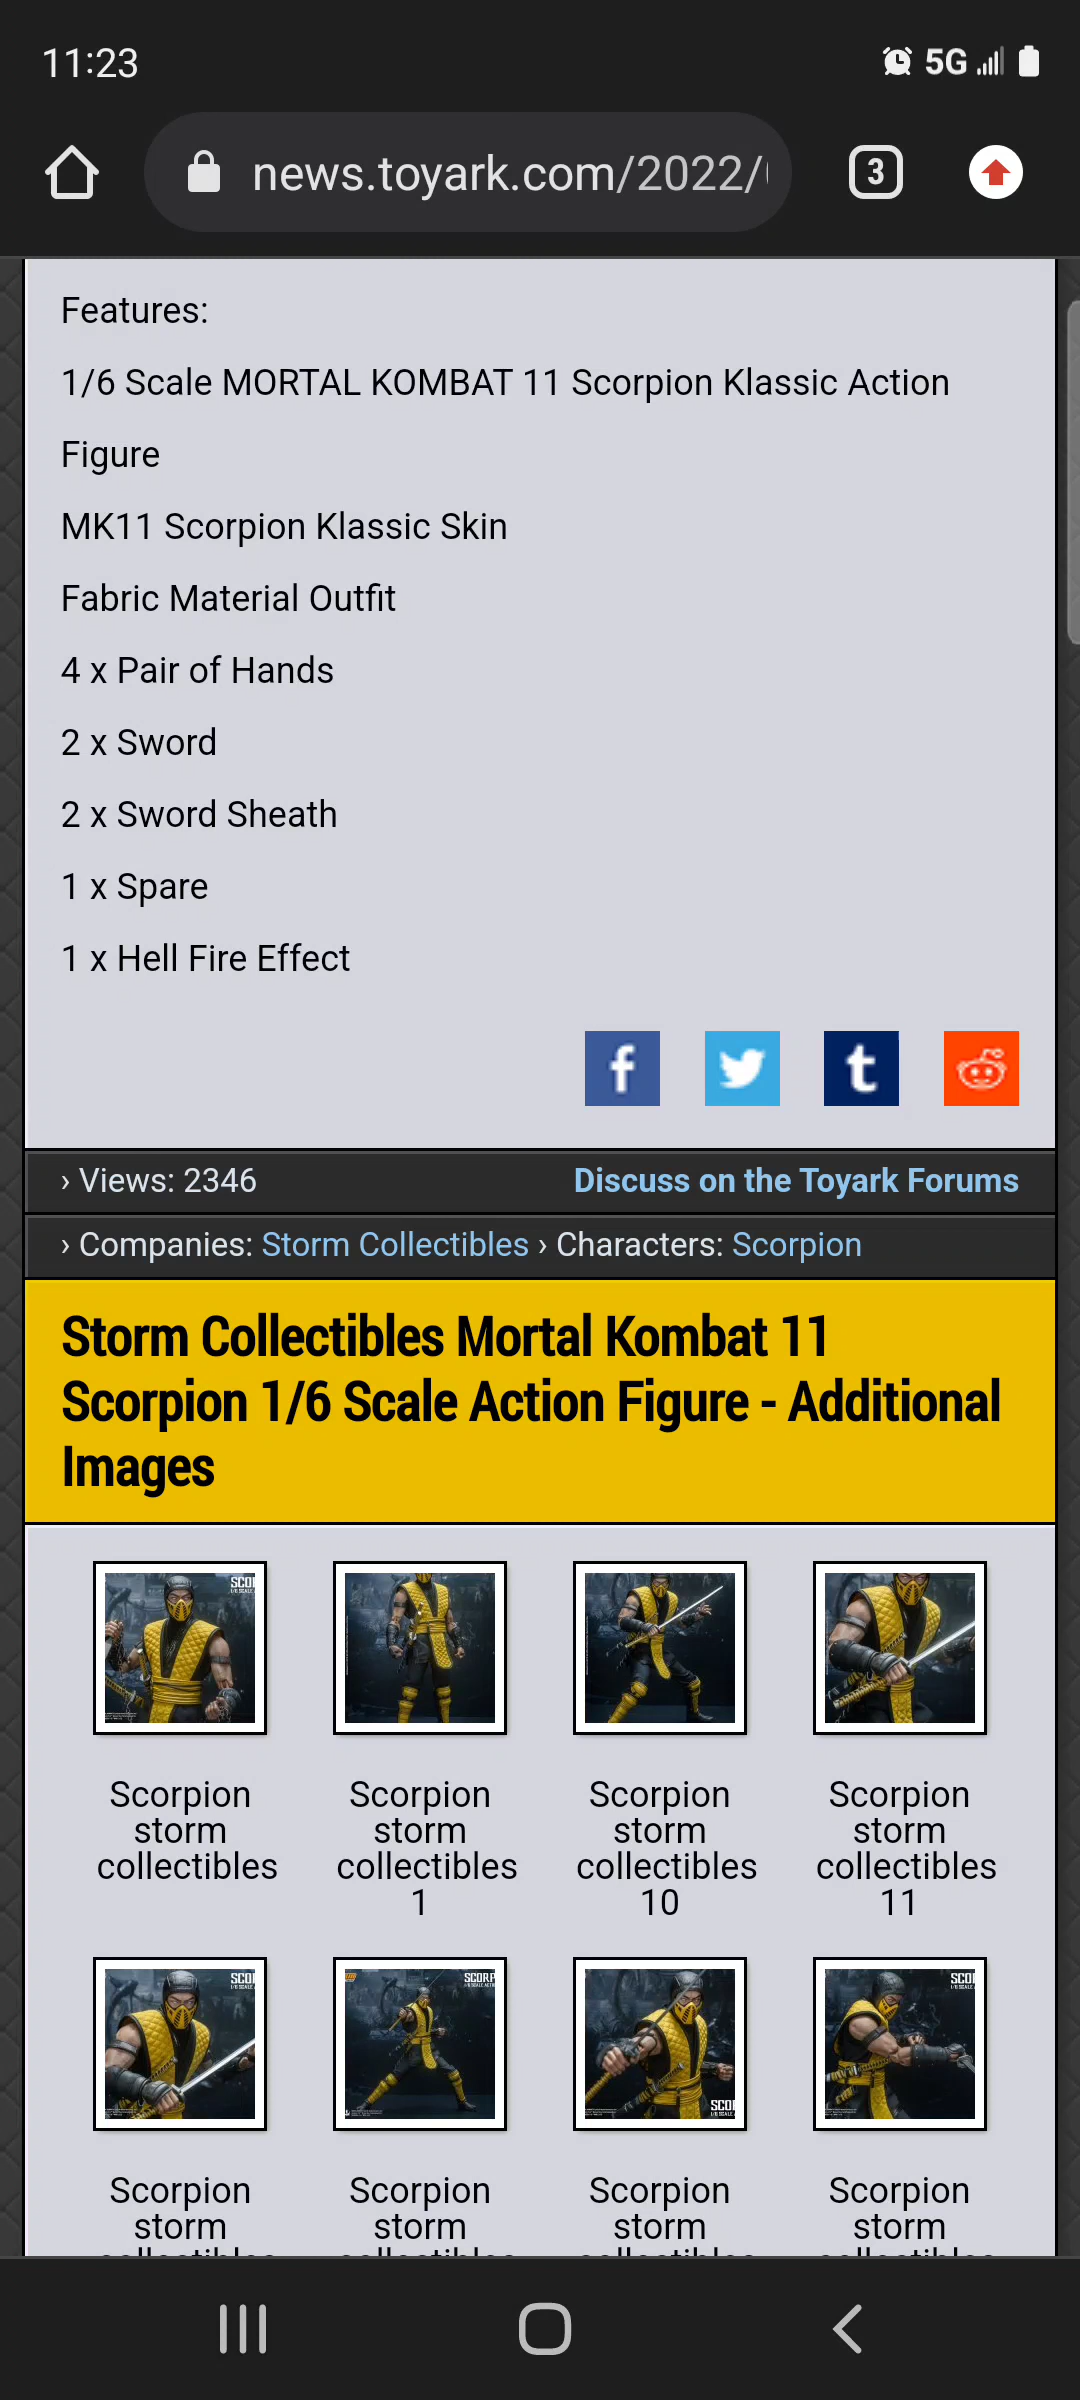 11:23
5G
news.toyark.com/2022/
3
Features:
1/6 Scale MORTAL KOMBAT 11 Scorpion Klassic Action
Figure
MK11 Scorpion Klassic Skin
Fabric Material Outfit
4 x Pair of Hands
2 x Sword
2 x Sword Sheath
1 x Spare
1 x Hell Fire Effect
› Views: 2346 Discuss on the Toyark Forums
› Companies: Storm Collectibles › Characters: Scorpion
Storm Collectibles Mortal Kombat 11
Scorpion 1/6 Scale Action Figure - Additional
Images
Scorpion storm collectibles
Scorpion storm collectibles 1
Scorpion storm collectibles 10
Scorpion storm collectibles 11
Scorpion storm
Scorpion storm
Scorpion storm
Scorpion storm